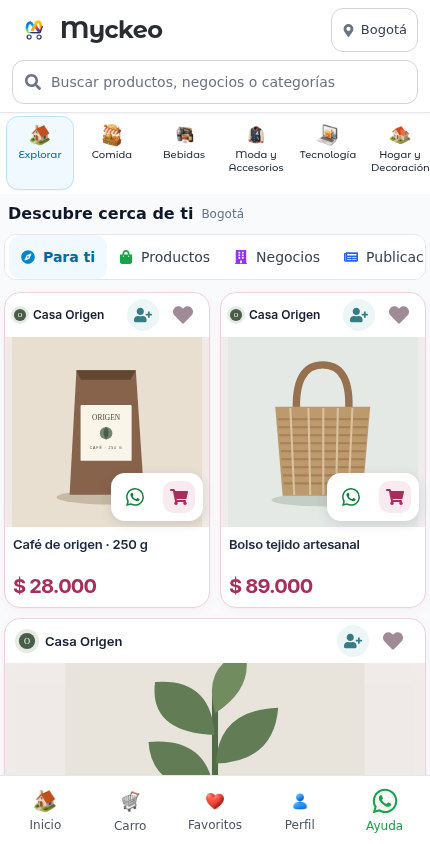 Myckeo
Bogotá
Buscar productos, negocios o categorías
Explorar
Comida
Bebidas
Moda y
Accesorios
Tecnología
Hogar y
Decoración
Descubre cerca de ti Bogotá
Para ti
Productos
Negocios
Publicac
Casa Origen
Casa Origen
ORIGEN
CAFÉ · 250 G
Café de origen · 250 g
Bolso tejido artesanal
$ 28.000
$ 89.000
Casa Origen
Inicio
Carro
Favoritos
Perfil
Ayuda